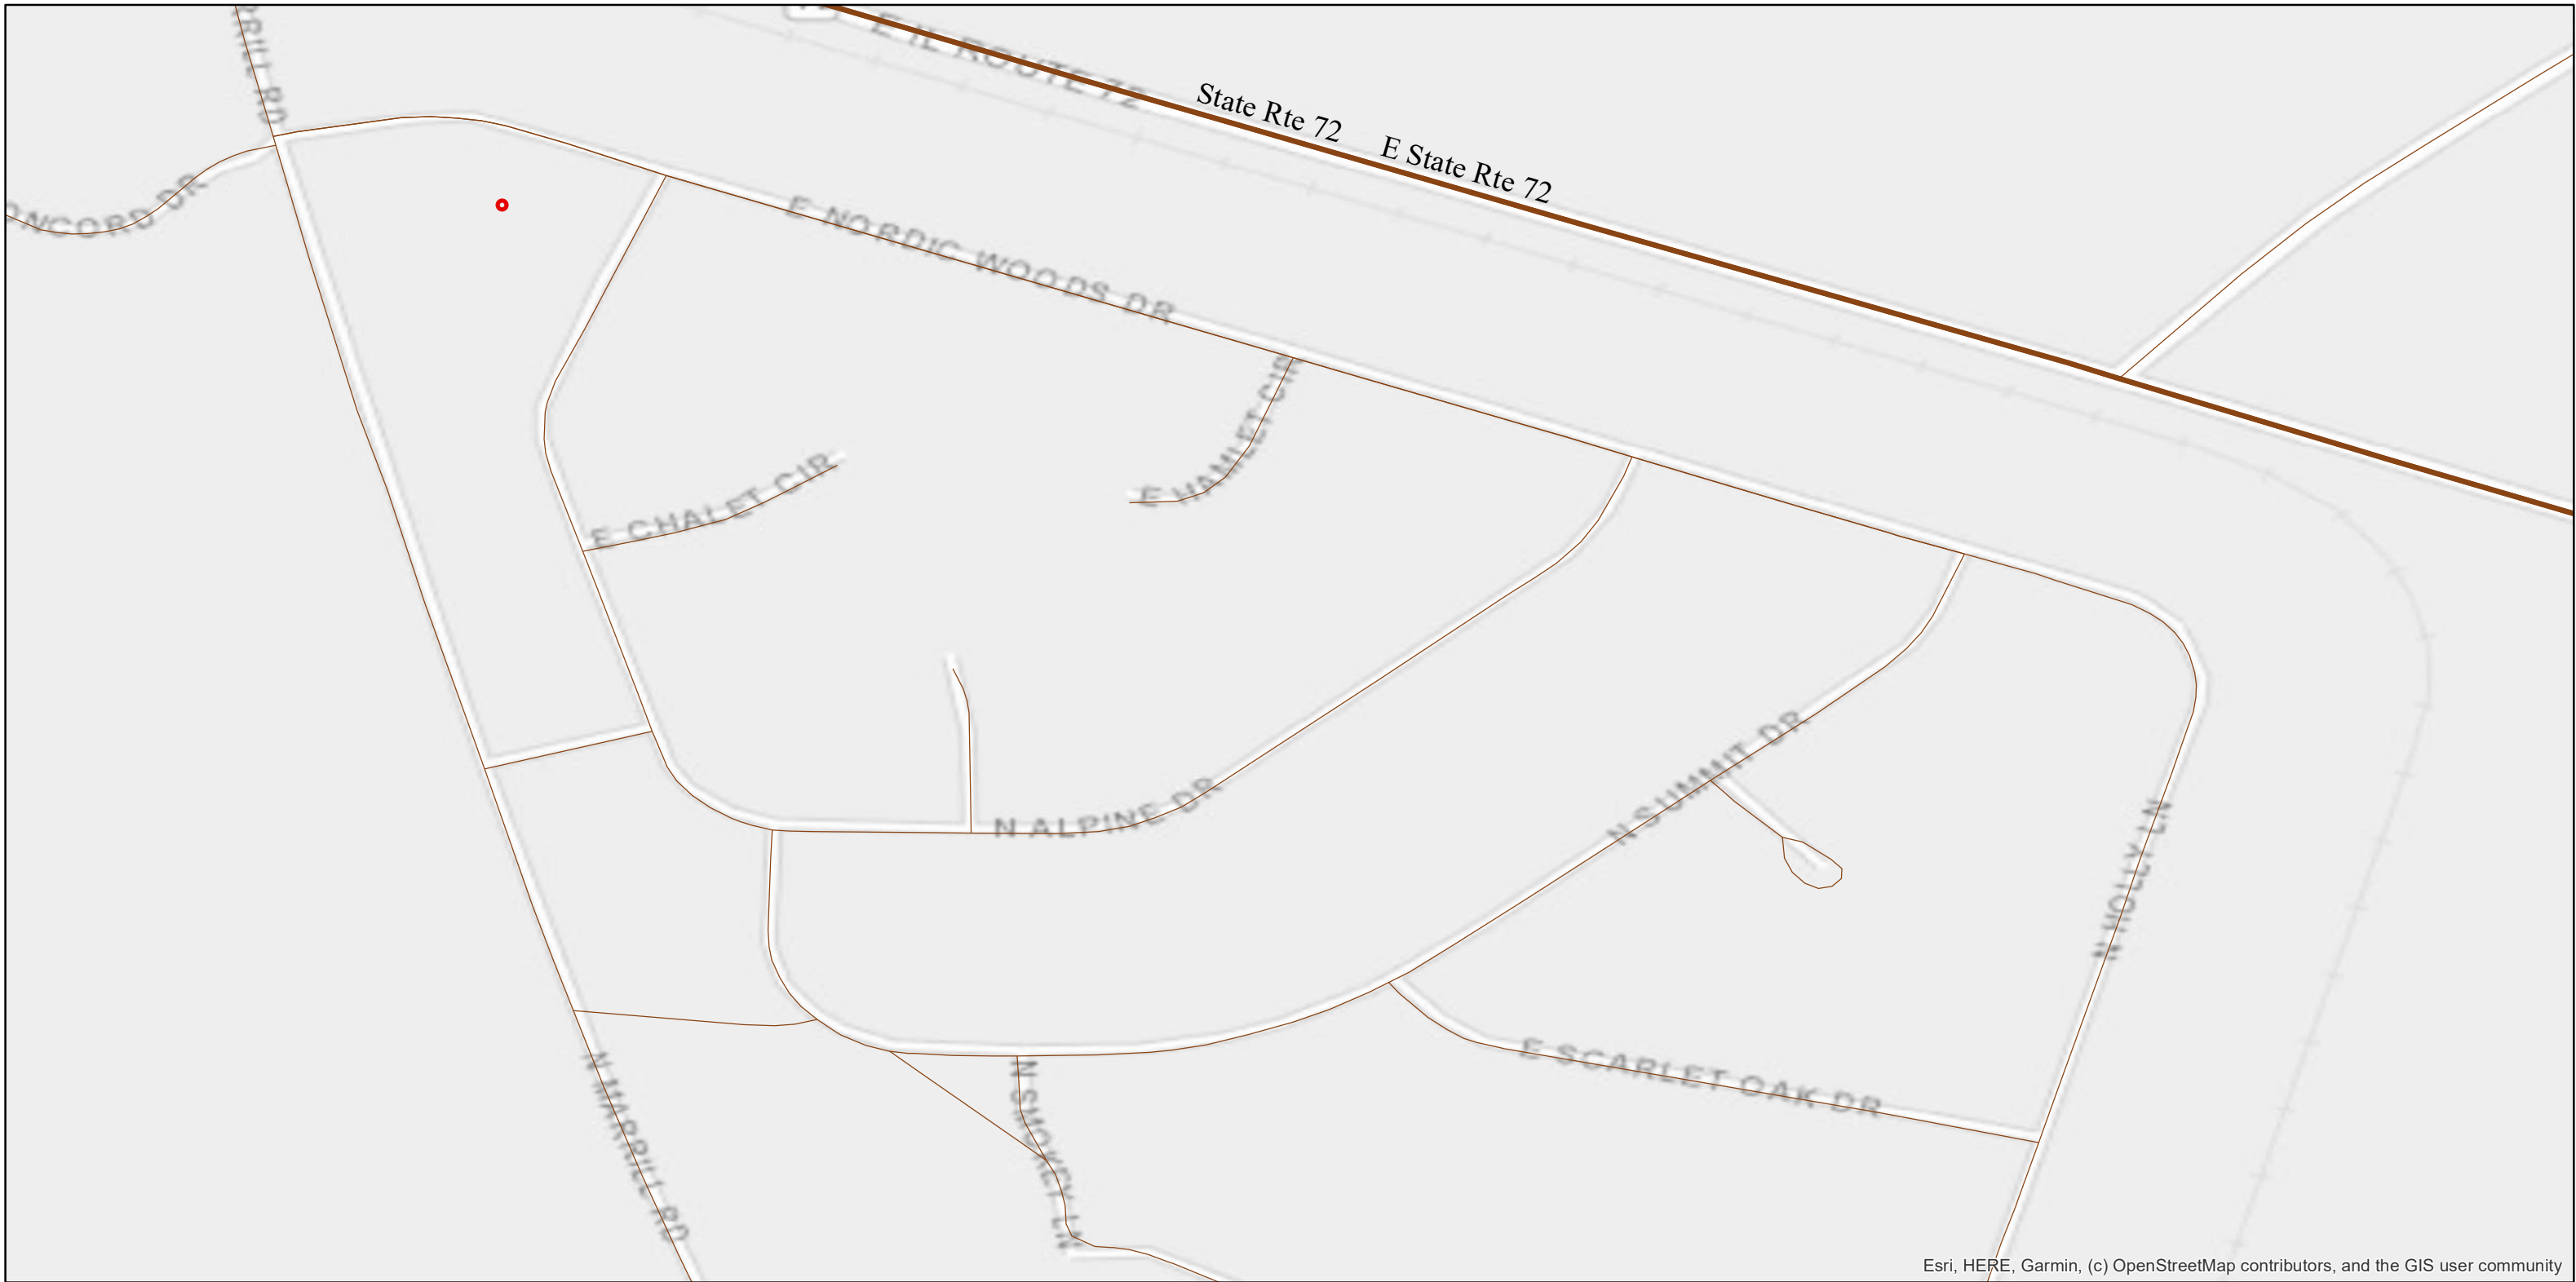 E IL ROUTE 72
State Rte 72
E State Rte 72
E NORDIC WOODS DR
E HAMLET CIR
E CHALET CIR
N ALPINE DR
N SUMMIT DR
N HOLLY LN
E SCARLET OAK DR
N SMOKEY LN
N MARRILL RD
Esri, HERE, Garmin, (c) OpenStreetMap contributors, and the GIS user community